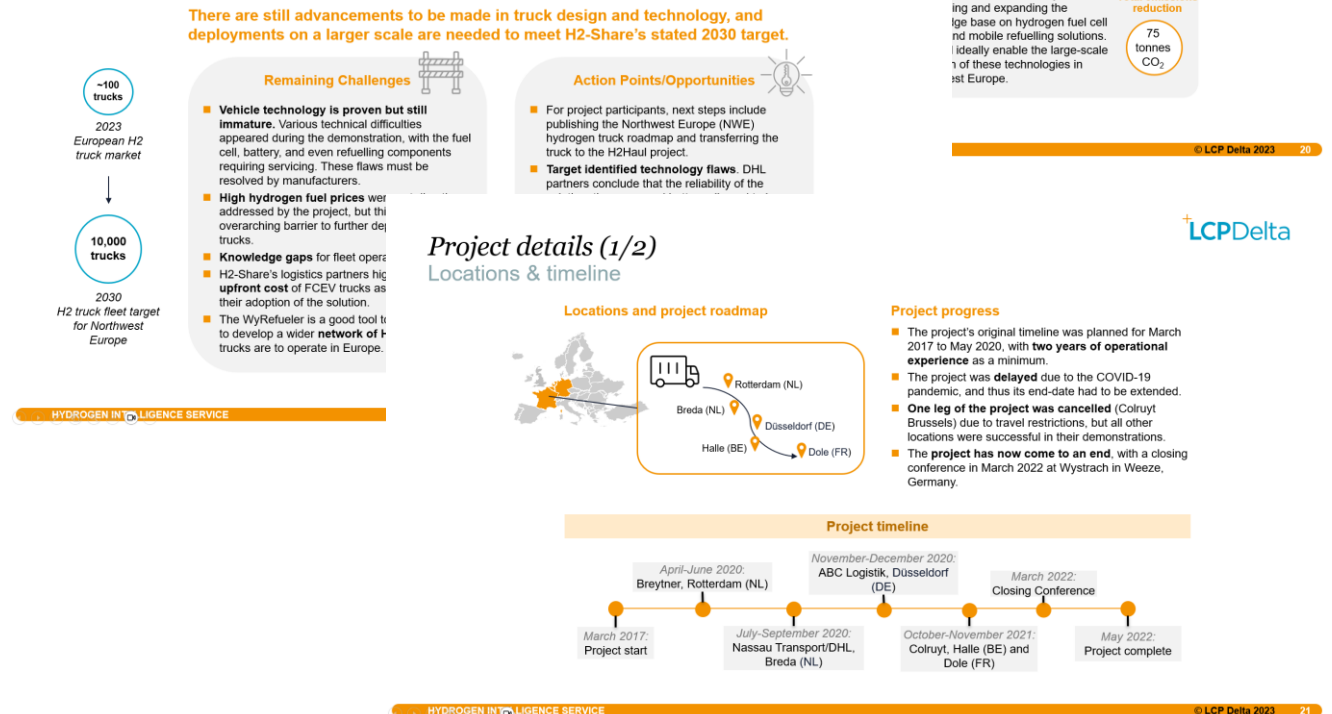 There are still advancements to be made in truck design and technology, and
deployments on a larger scale are needed to meet H2-Share's stated 2030 target.
~100
trucks
2023
European H2
truck market
10,000
trucks
2030
H2 truck fleet target
for Northwest
Europe
Remaining Challenges
Vehicle technology is proven but still
immature. Various technical difficulties
appeared during the demonstration, with the fuel
cell, battery, and even refuelling components
requiring servicing. These flaws must be
resolved by manufacturers.
High hydrogen fuel prices
addressed by the project, but
overarching barrier to further
trucks.
Knowledge gaps for fleet
H2-Share's logistics partners
upfront cost of FCEV trucks as
their adoption of the solution.
The WyRefueler is a good tool
to develop a wider network of
trucks are to operate in Europe.
Action Points/Opportunities
For project participants, next steps include
publishing the Northwest Europe (NWE)
hydrogen truck roadmap and transferring the
truck to the H2Haul project.
Target identified technology flaws. DHL
partners conclude that the reliability of the
HYDROGEN INTELLIGENCE SERVICE
and expanding the
base on hydrogen fuel cell
mobile refuelling solutions.
ideally enable the large-scale
of these technologies in
Europe.
reduction
75
tonnes
CO2
© LCP Delta 2023 20
LCPDelta
Project details (1/2)
Locations & timeline
Locations and project roadmap
Rotterdam (NL)
Breda (NL)
Düsseldorf (DE)
Halle (BE)
Dole (FR)
Project progress
The project's original timeline was planned for March
2017 to May 2020, with two years of operational
experience as a minimum.
The project was delayed due to the COVID-19
pandemic, and thus its end-date had to be extended.
One leg of the project was cancelled (Colruyt
Brussels) due to travel restrictions, but all other
locations were successful in their demonstrations.
The project has now come to an end, with a closing
conference in March 2022 at Wystrach in Weeze,
Germany.
Project timeline
March 2017:
Project start
April-June 2020:
Breytner, Rotterdam (NL)
July-September 2020:
Nassau Transport/DHL,
Breda (NL)
November-December 2020:
ABC Logistik, Düsseldorf
(DE)
October-November 2021:
Colruyt, Halle (BE) and
Dole (FR)
March 2022:
Closing Conference
May 2022:
Project complete
HYDROGEN INTELLIGENCE SERVICE
© LCP Delta 2023 21